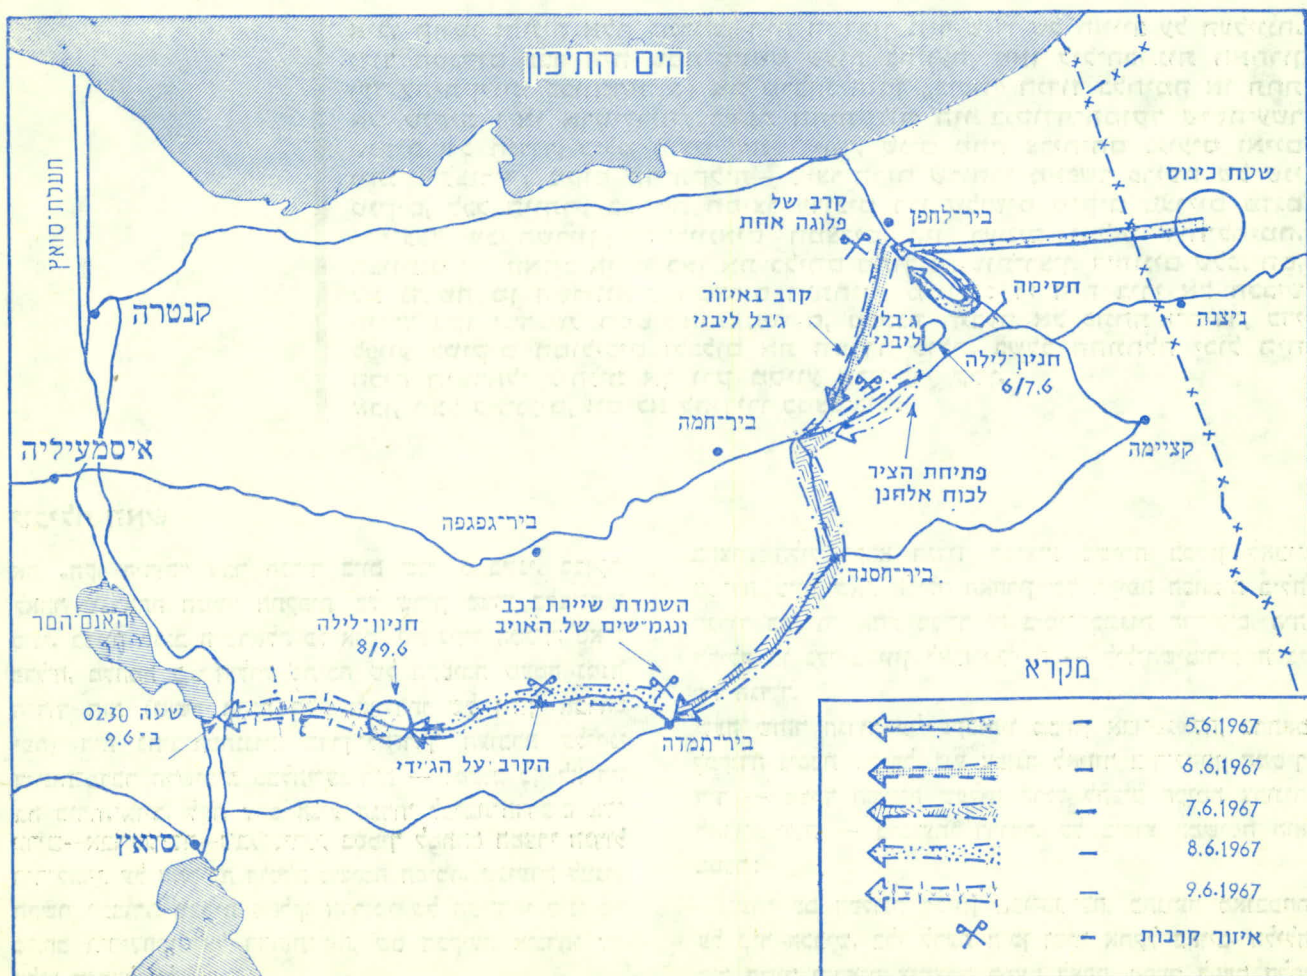 הים התיכון
תעלת־סואץ
שטח כינוס
קרב של
פלוגה אחת
ביר־לחפן
חסימה
ניצנה
קנטרה
קרב באיזור
ג׳בל ליבני
ג׳בל
ליבני
חניון־לילה
6/7.6
ביר־חמה
קציימה
איסמעיליה
פתיחת הציר
לכוח אלחנן
ביר־גפגפה
ביר־חסנה
האגם־המר
חניון־לילה
8/9.6
השמדת שיירת רכב
ונגמ״שים של האויב
שעה 0230
ב־9.6
הקרב על הג׳ידי
ביר־תמדה
סואץ
מקרא
– 5.6.1967
– 6.6.1967
– 7.6.1967
– 8.6.1967
– 9.6.1967
– איזור קרבות